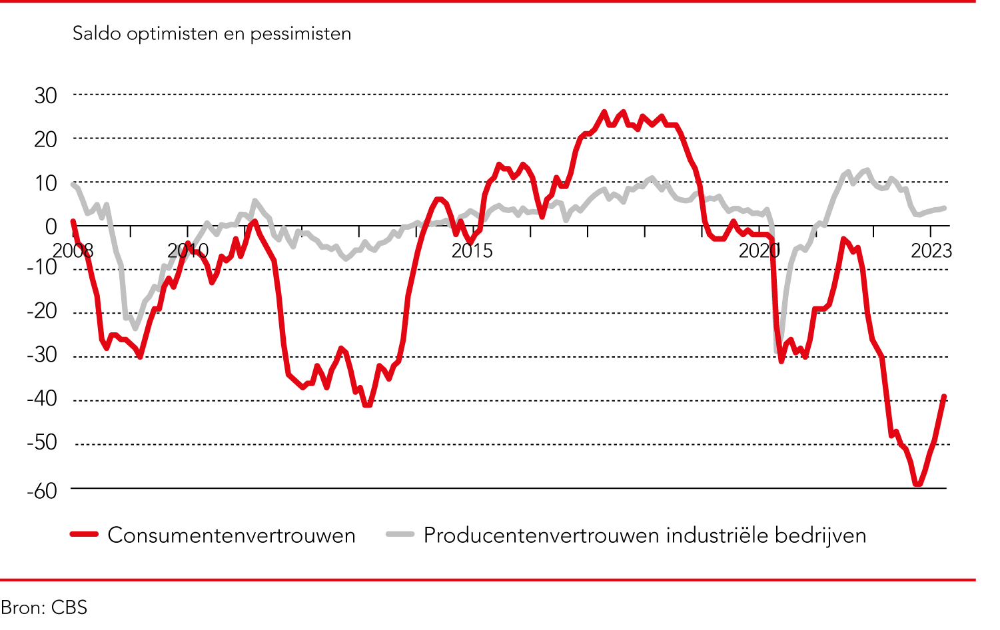 Saldo optimisten en pessimisten
30
20
10
0
2008 2010 2015 2020 2023
-10
-20
-30
-40
-50
-60
Consumentenvertrouwen Producentenvertrouwen industriële bedrijven
Bron: CBS